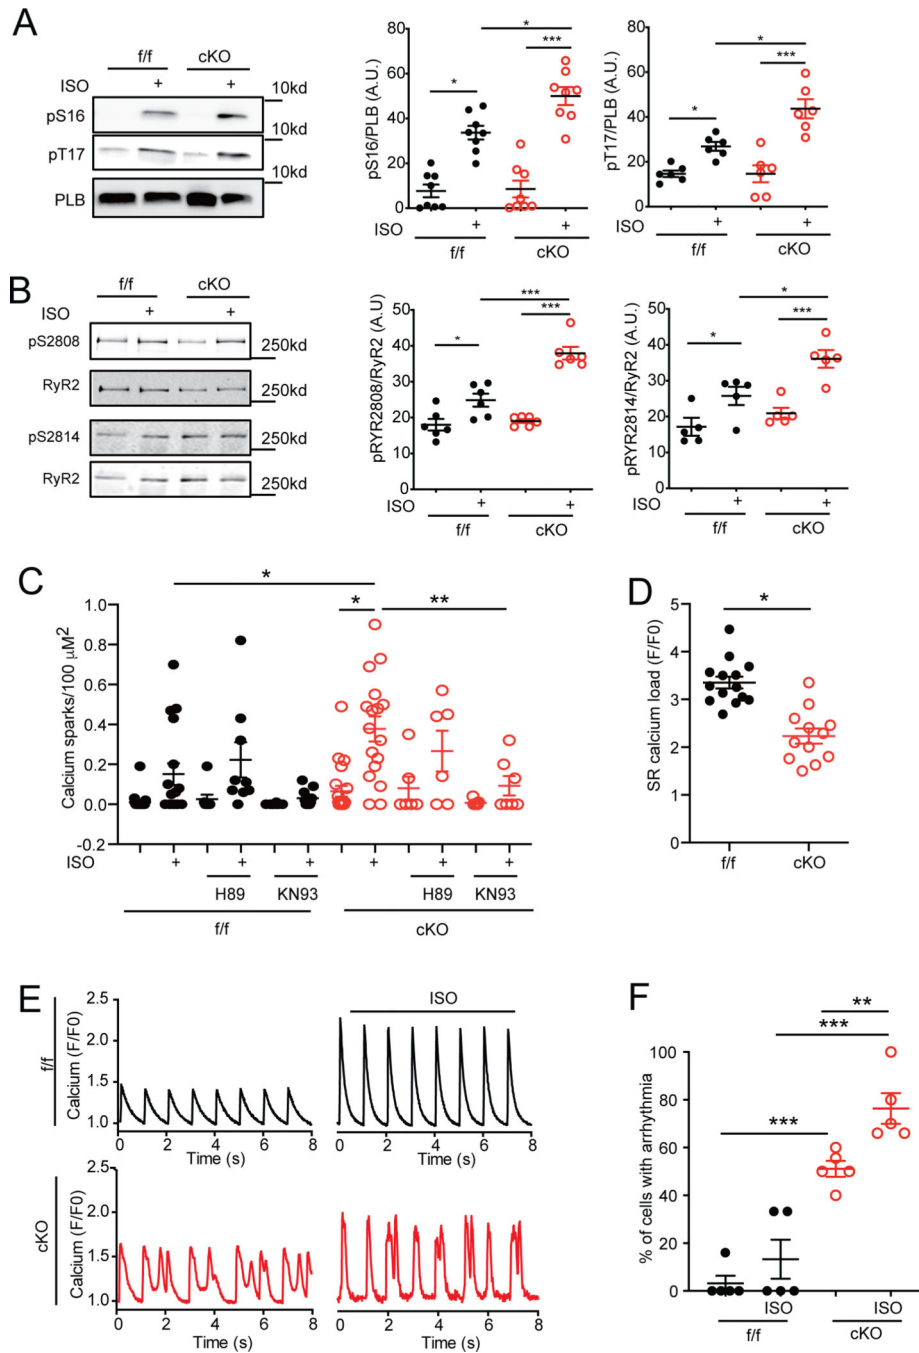 A
f/f cKO
ISO + +
10kd
pS16
10kd
pT17
10kd
PLB
pS16/PLB (A.U.)
80
60
40
20
0
* *** *
ISO + +
f/f cKO
pT17/PLB (A.U.)
80
60
40
20
0
* *** *
ISO + +
f/f cKO
B
f/f cKO
ISO + +
pS2808
250kd
RyR2
250kd
pS2814
250kd
RyR2
250kd
pRYR2808/RyR2 (A.U)
50
40
30
20
10
0
* *** ***
ISO + +
f/f cKO
pRYR2814/RyR2 (A.U.)
50
40
30
20
10
0
* *** *
+ +
f/f cKO
C
Calcium sparks/100 µM2
1.0
0.8
0.6
0.4
0.2
0.0
-0.2
* * **
ISO + + + + + +
H89 KN93 H89 KN93
f/f cKO
D
SR calcium load (F/F0)
5
4
3
2
1
0
*
f/f cKO
E
f/f
Calcium (F/F0)
2.5
2.0
1.5
1.0
0 2 4 6 8
Time (s)
ISO
0 2 4 6 8
Time (s)
cKO
Calcium (F/F0)
2.5
2.0
1.5
1.0
0 2 4 6 8
Time (s)
0 2 4 6 8
Time (s)
F
% of cells with arrhythmia
100
80
60
40
20
0
*** *** **
ISO ISO
f/f cKO